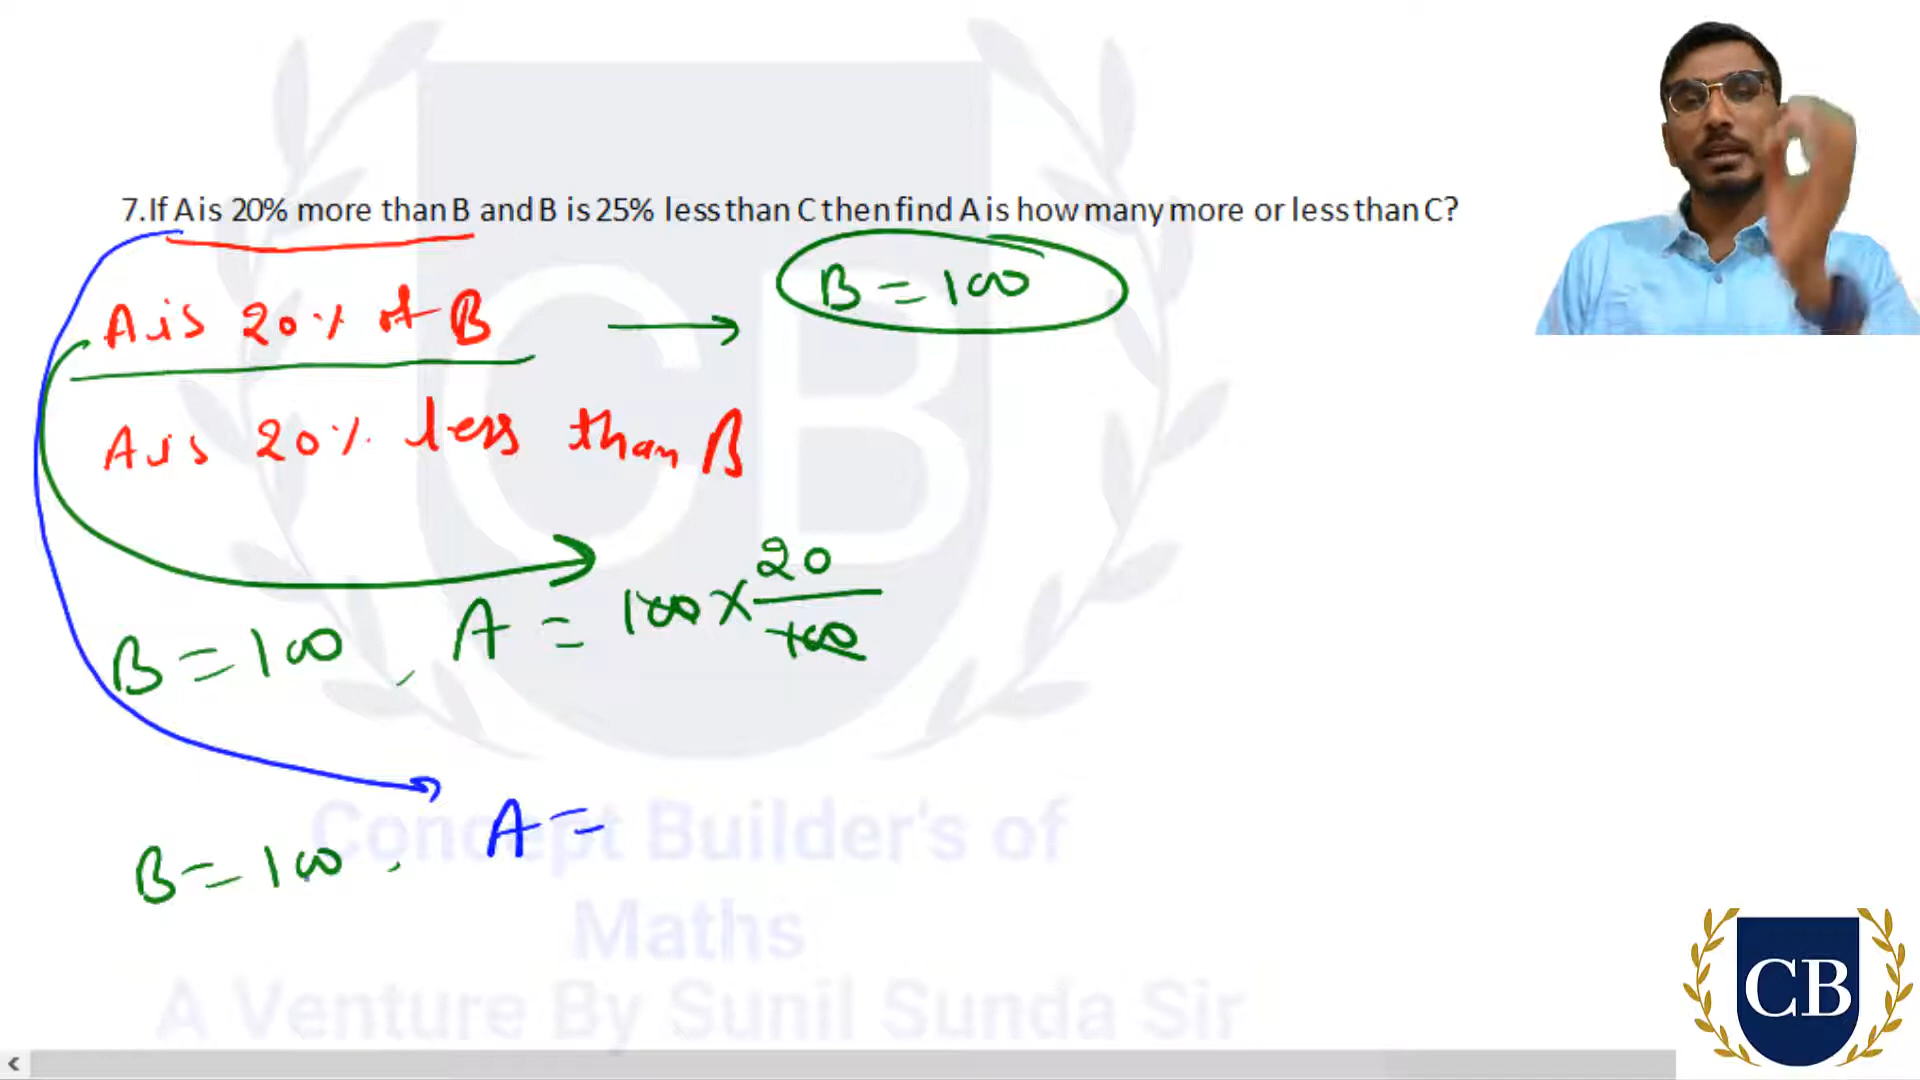 7.If A is 20% more than B and B is 25% less than C then find A is how many more or less than C?
B = 100
A is 20% of B
A is 20% less than B
A = 100 × 20/100
B = 100 ,
A =
B = 100 ,
CB
Concept Builder's of
Maths
A Venture By Sunil Sunda Sir
CB